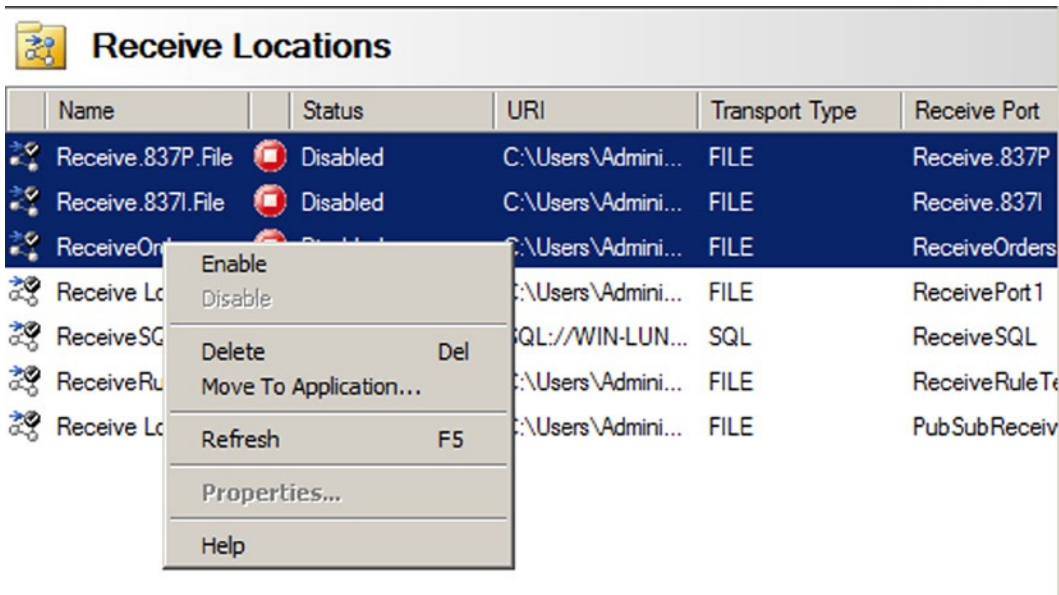 Receive Locations
Name Status URI Transport Type Receive Port
Receive.837P.File Disabled C:\Users\Admini... FILE Receive.837P
Receive.837I.File Disabled C:\Users\Admini... FILE Receive.837I
ReceiveOr :\Users\Admini... FILE ReceiveOrders
Receive Lo :\Users\Admini... FILE ReceivePort1
ReceiveSQ SQL://WIN-LUN... SQL ReceiveSQL
ReceiveRu :\Users\Admini... FILE ReceiveRuleTe
Receive Lo :\Users\Admini... FILE PubSubReceiv
Enable
Disable
Delete Del
Move To Application...
Refresh F5
Properties...
Help